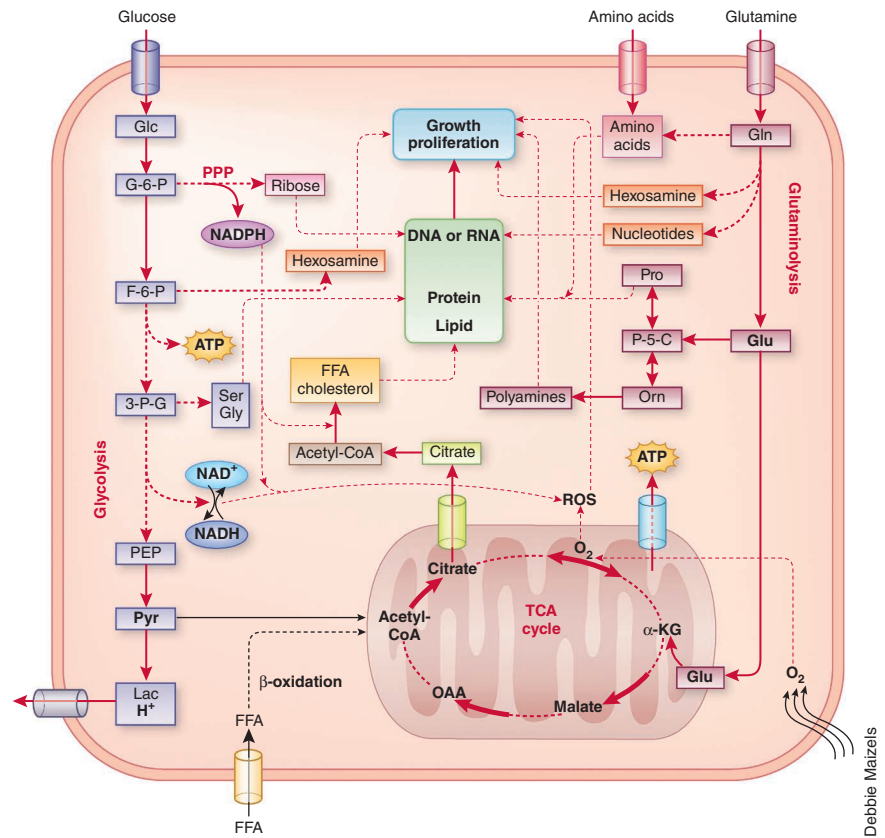 Glucose
Amino acids
Glutamine
Glc
Growth
proliferation
Amino
acids
Gln
G-6-P
PPP
Ribose
NADPH
Hexosamine
Nucleotides
DNA or RNA
Protein
Lipid
Hexosamine
Glutaminolysis
Pro
F-6-P
ATP
P-5-C
Glu
FFA
cholesterol
3-P-G
Ser
Gly
Polyamines
Orn
Acetyl-CoA
Citrate
ATP
Glycolysis
NAD+
NADH
ROS
O2
PEP
Citrate
TCA
cycle
Pyr
Acetyl-
CoA
α-KG
Glu
O2
β-oxidation
OAA
Malate
Lac
H+
FFA
FFA
Debbie Maizels